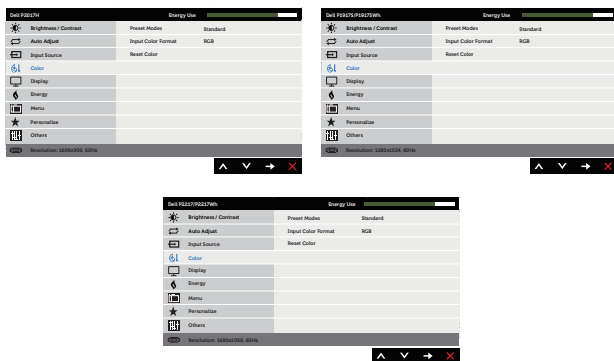 Dell P2017H Energy Use
Brightness / Contrast Preset Modes Standard
Auto Adjust Input Color Format RGB
Input Source Reset Color
Color
Display
Energy
Menu
Personalize
Others
Resolution: 1600x900, 60Hz
Dell P1917S/P1917SWh Energy Use
Brightness / Contrast Preset Modes Standard
Auto Adjust Input Color Format RGB
Input Source Reset Color
Color
Display
Energy
Menu
Personalize
Others
Resolution: 1280x1024, 60Hz
Dell P2217/P2217Wh Energy Use
Brightness / Contrast Preset Modes Standard
Auto Adjust Input Color Format RGB
Input Source Reset Color
Color
Display
Energy
Menu
Personalize
Others
Resolution: 1680x1050, 60Hz